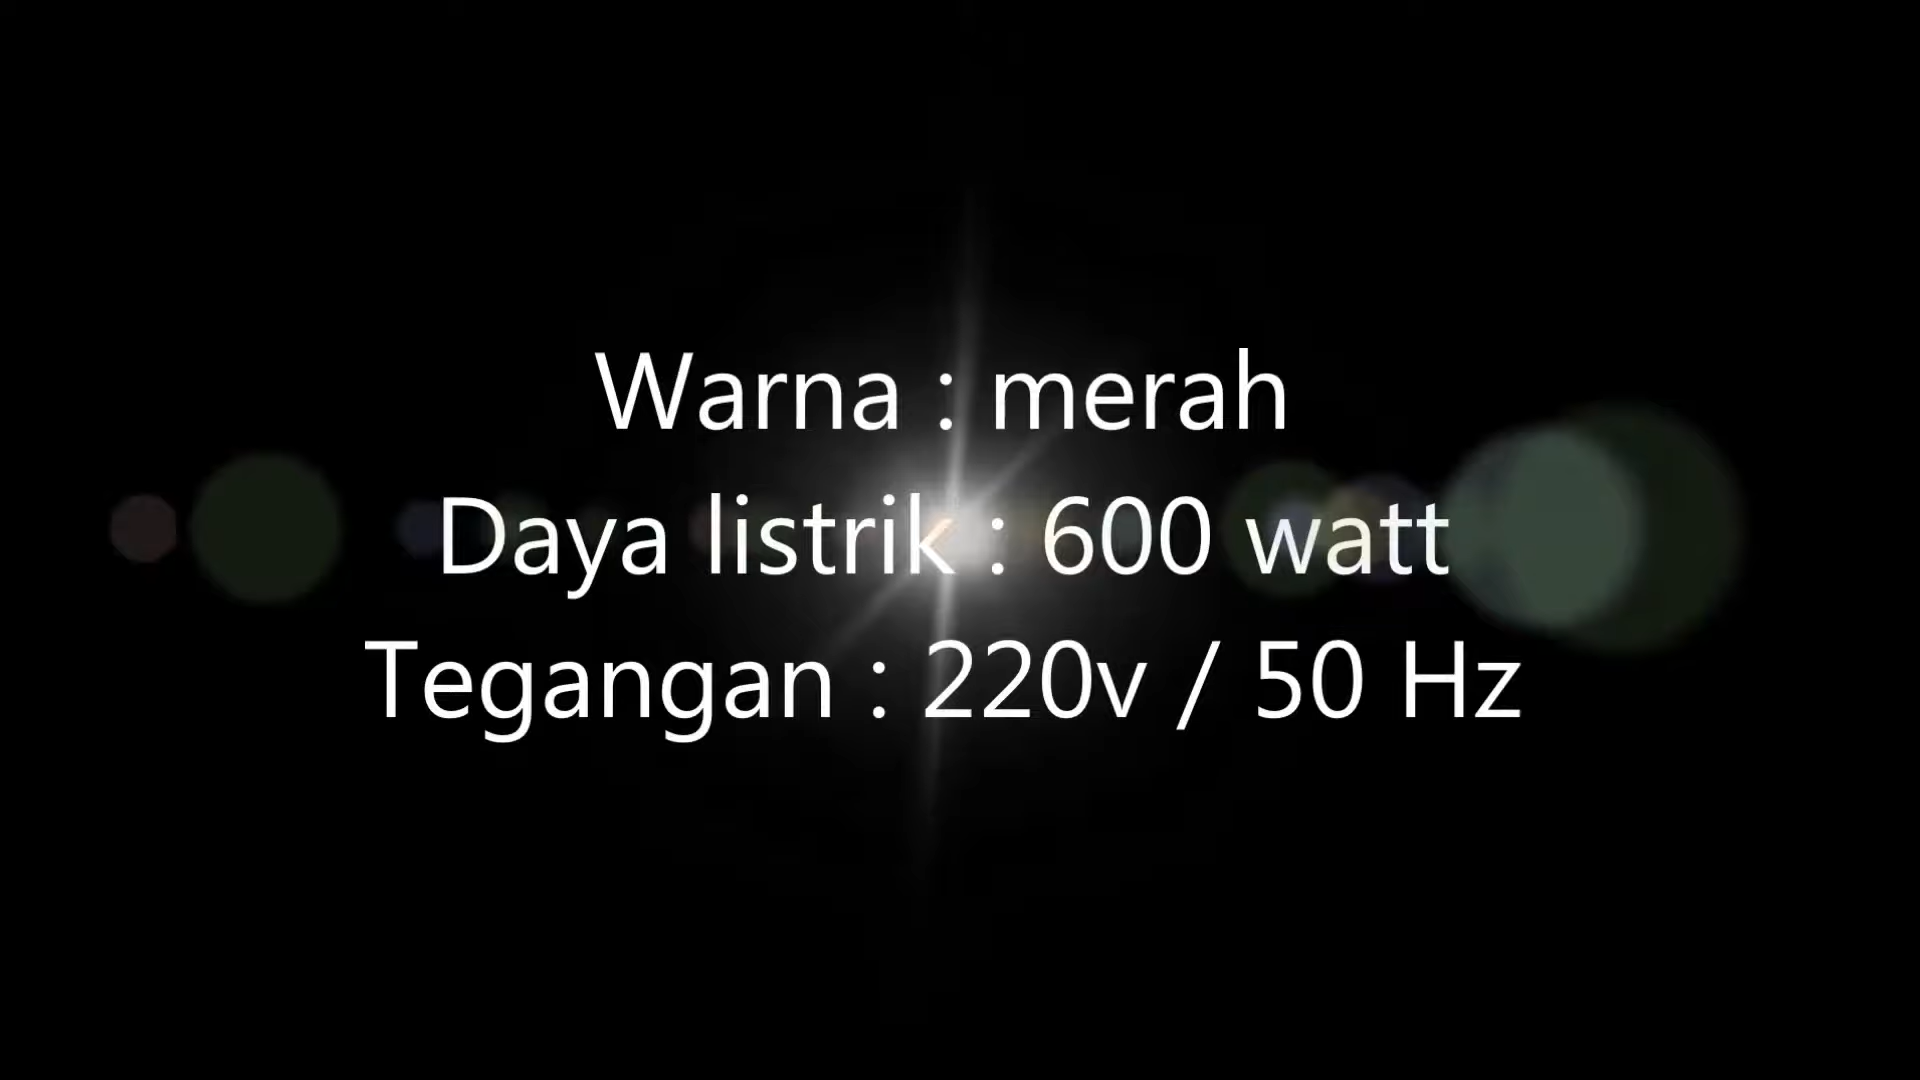 Warna : merah
Daya listrik : 600 watt
Tegangan : 220v / 50 Hz